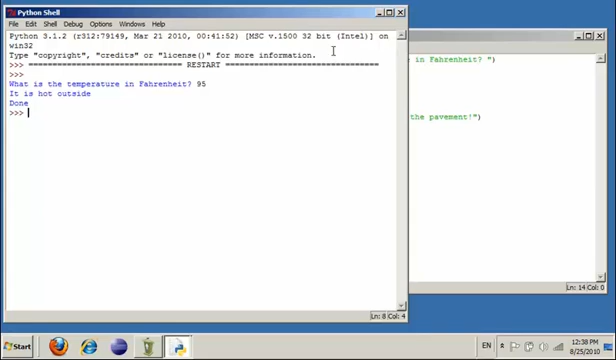 Python Shell
File Edit Shell Debug Options Windows Help
Python 3.1.2 (r312:79149, Mar 21 2010, 00:41:52) [MSC v.1500 32 bit (Intel)] on
win32
Type "copyright", "credits" or "license()" for more information.
>>> ================================ RESTART ================================
>>>
What is the temperature in Fahrenheit? 95
It is hot outside
Done
>>>
Ln: 8 Col: 4
e in Fahrenheit? ")
the pavement!")
Ln: 14 Col: 0
Start
EN
12:38 PM
8/25/2010